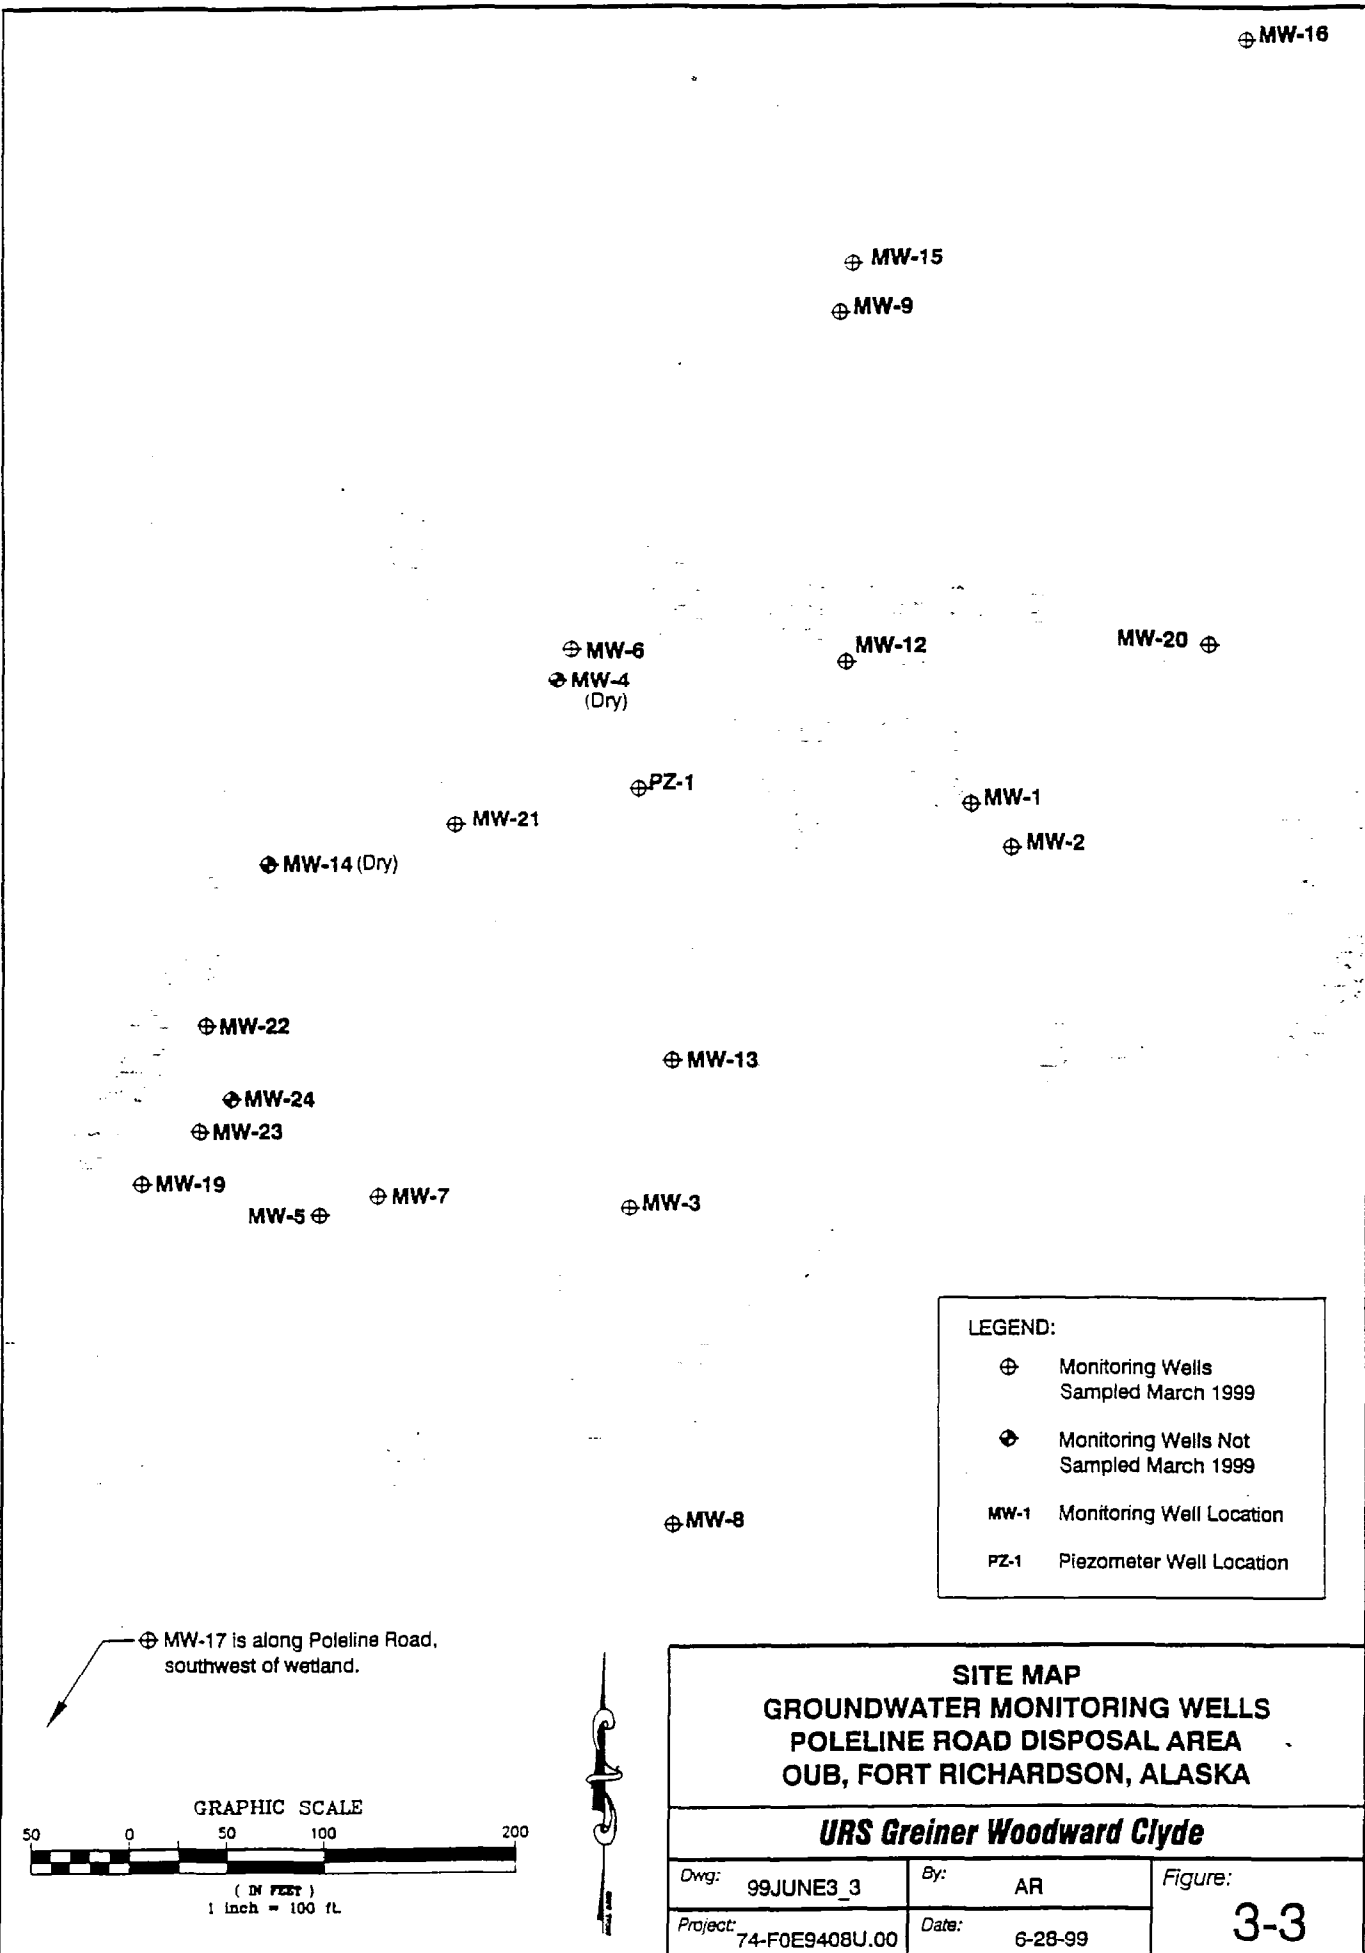 MW-16
MW-15
MW-9
MW-6
MW-12
MW-20
MW-4
(Dry)
PZ-1
MW-1
MW-21
MW-2
MW-14 (Dry)
MW-22
MW-13
MW-24
MW-23
MW-19
MW-7
MW-5
MW-3
LEGEND:
Monitoring Wells
Sampled March 1999
Monitoring Wells Not
Sampled March 1999
MW-1 Monitoring Well Location
PZ-1 Piezometer Well Location
MW-8
MW-17 is along Poleline Road,
southwest of wetland.
GRAPHIC SCALE
50 0 50 100 200
( IN FEET )
1 inch = 100 ft.
SITE MAP
GROUNDWATER MONITORING WELLS
POLELINE ROAD DISPOSAL AREA
OUB, FORT RICHARDSON, ALASKA
URS Greiner Woodward Clyde
Dwg: 99JUNE3_3 By: AR Figure:
3-3
Project: 74-F0E9408U.00 Date: 6-28-99